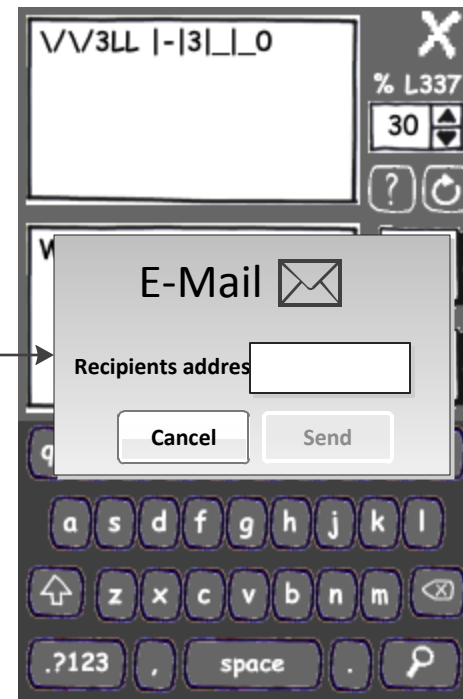 \/\/3LL |-|3|_|_0
% L337
30
?
W
E-Mail
Recipients addres
Cancel Send
q
a s d f g h j k l
z x c v b n m
.?123 , space .